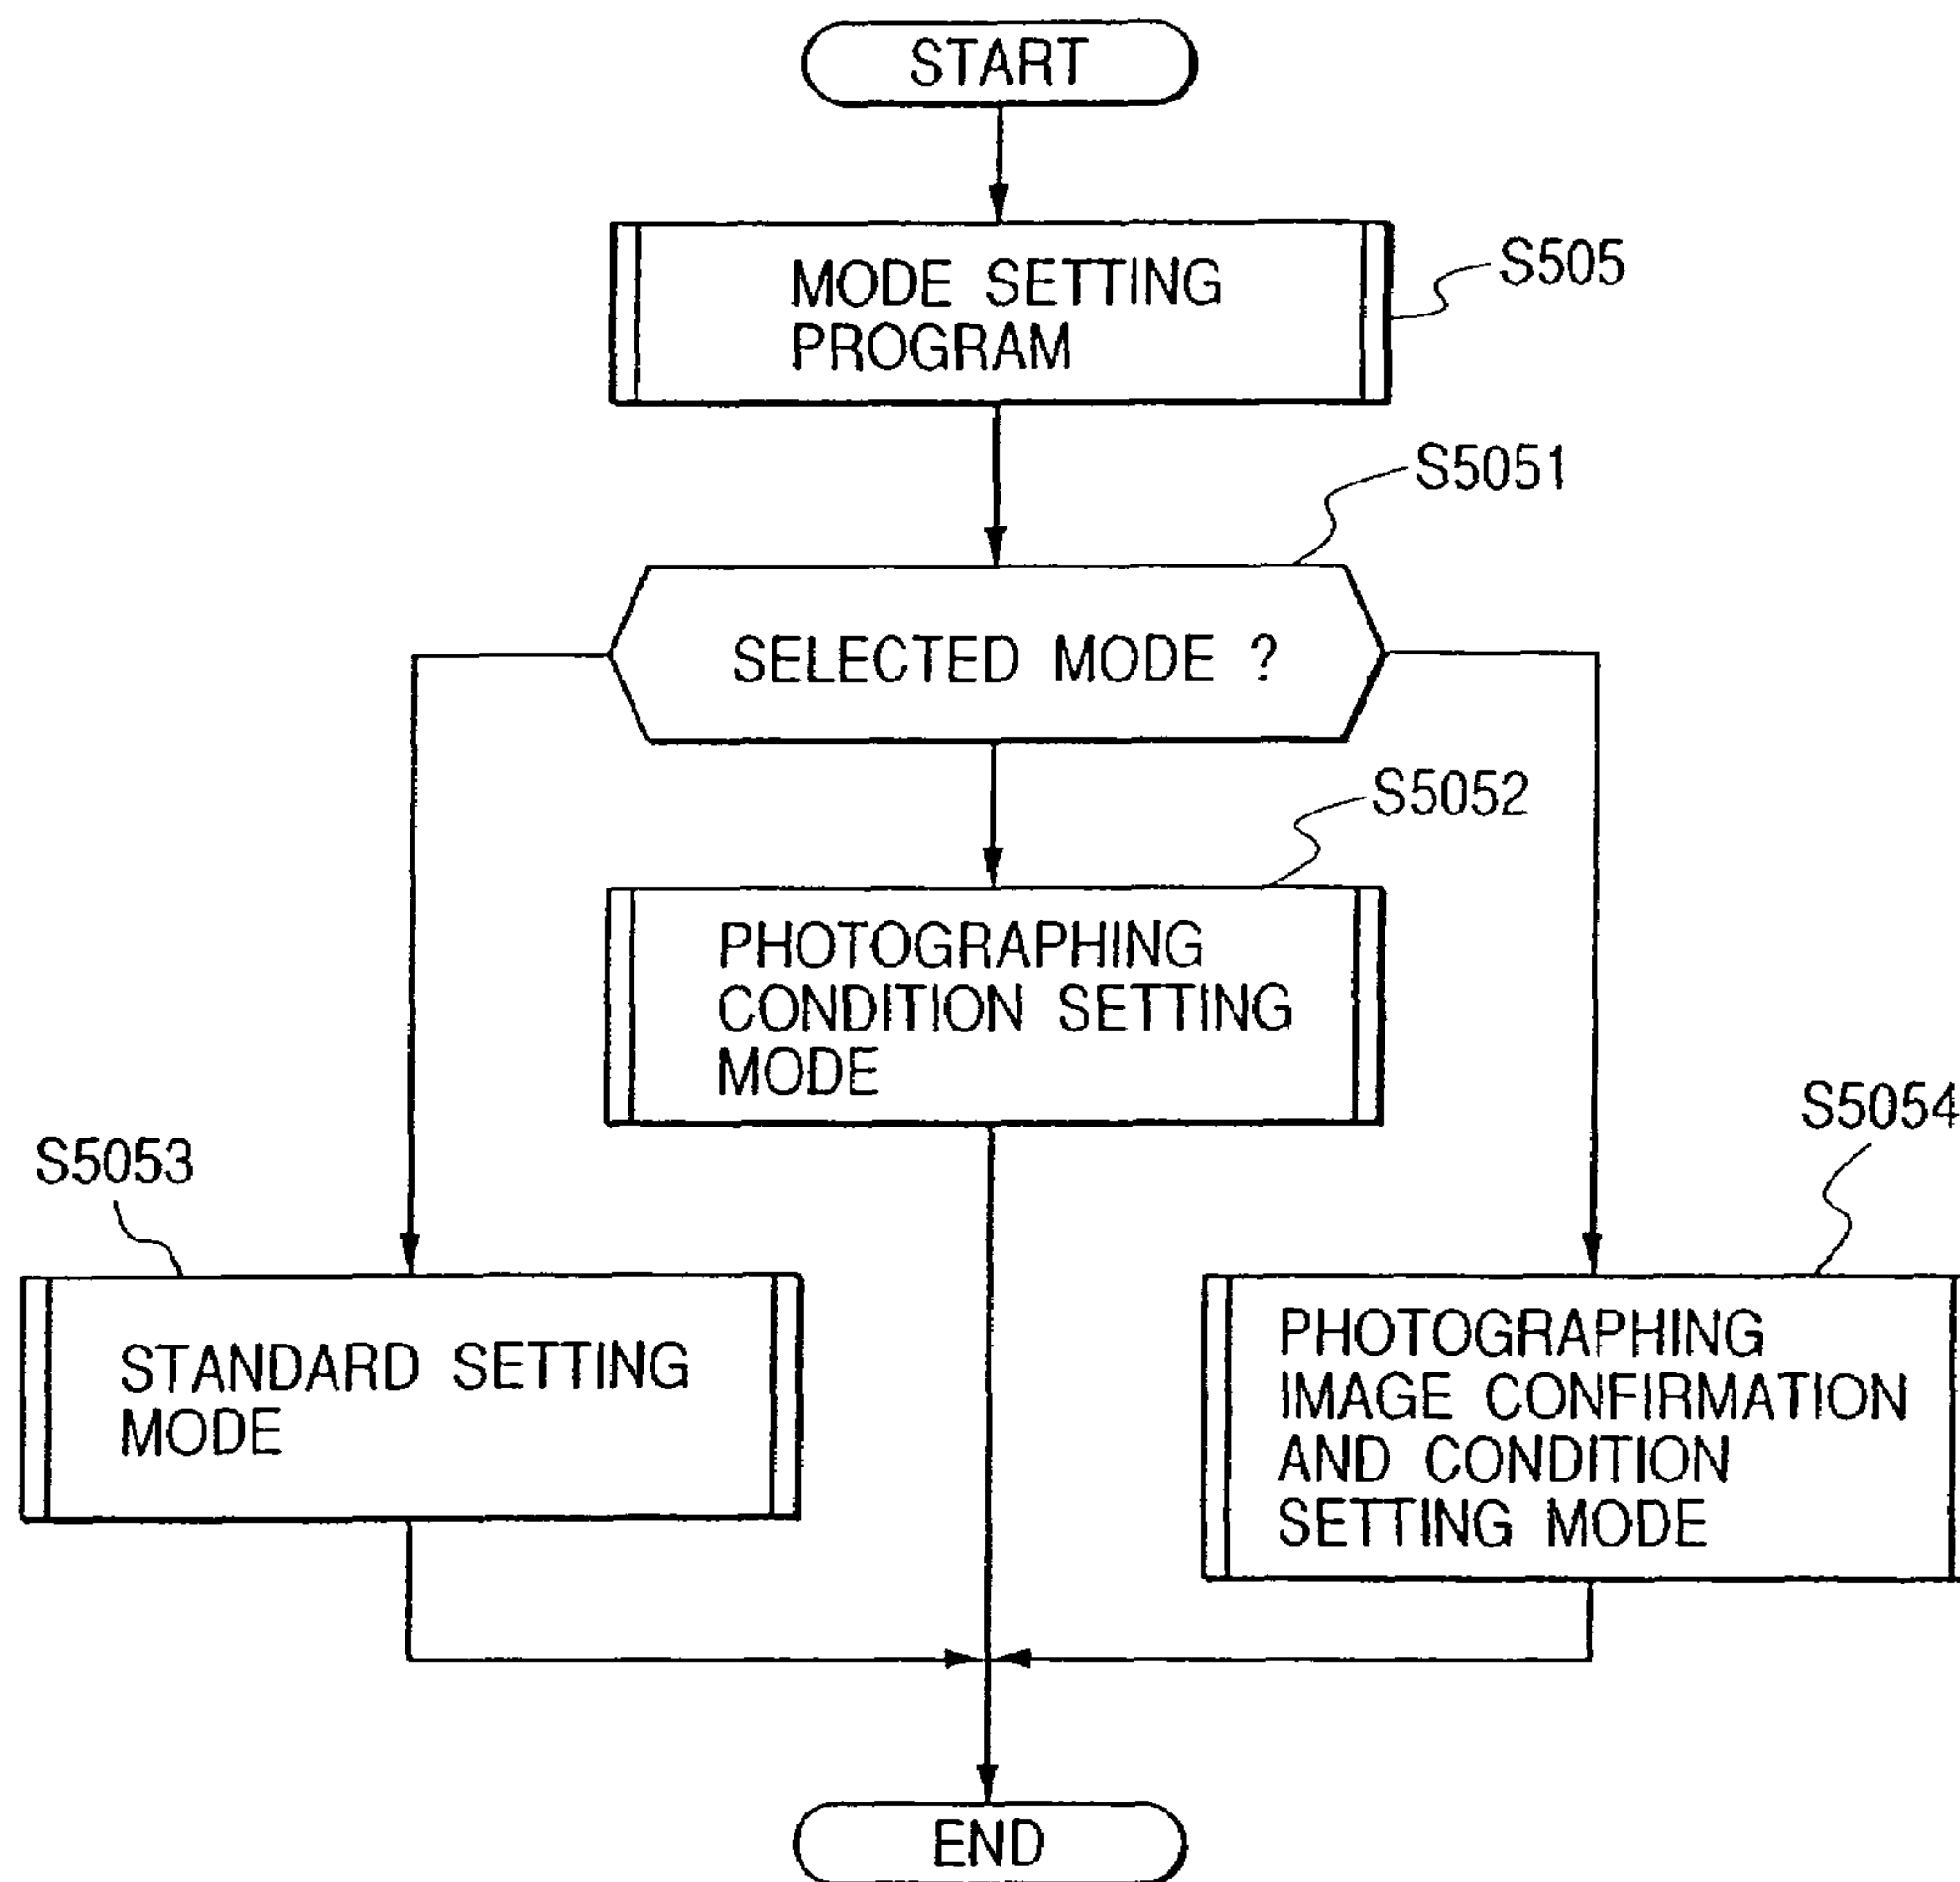 START
MODE SETTING
PROGRAM
S505
S5051
SELECTED MODE ?
S5052
PHOTOGRAPHING
CONDITION SETTING
MODE
S5053
STANDARD SETTING
MODE
S5054
PHOTOGRAPHING
IMAGE CONFIRMATION
AND CONDITION
SETTING MODE
END